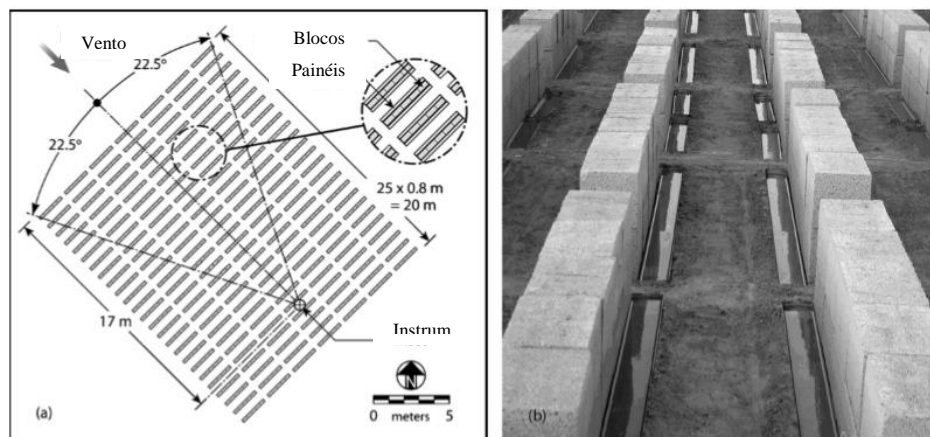 Vento
Blocos
Painéis
22.5°
22.5°
25 x 0.8 m
= 20 m
17 m
Instrum
N
0 meters 5
(a)
(b)